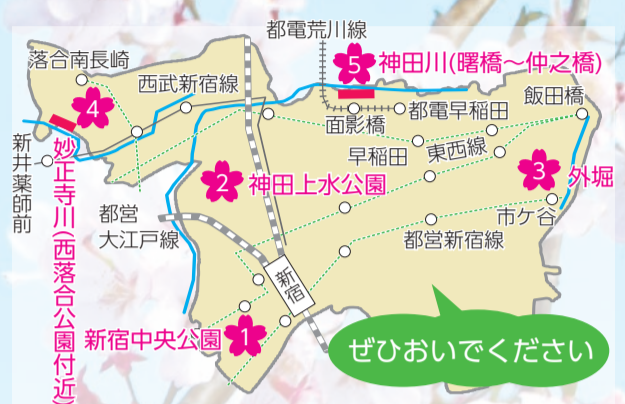 都電荒川線
5
神田川(曙橋〜仲之橋)
落合南長崎
西武新宿線
4
飯田橋
面影橋
都電早稲田
早稲田
東西線
新井薬師前
妙正寺川(西落合公園付近)
2
神田上水公園
3
外堀
都営
大江戸線
市ケ谷
都営新宿線
新宿
新宿中央公園
1
ぜひおいでください